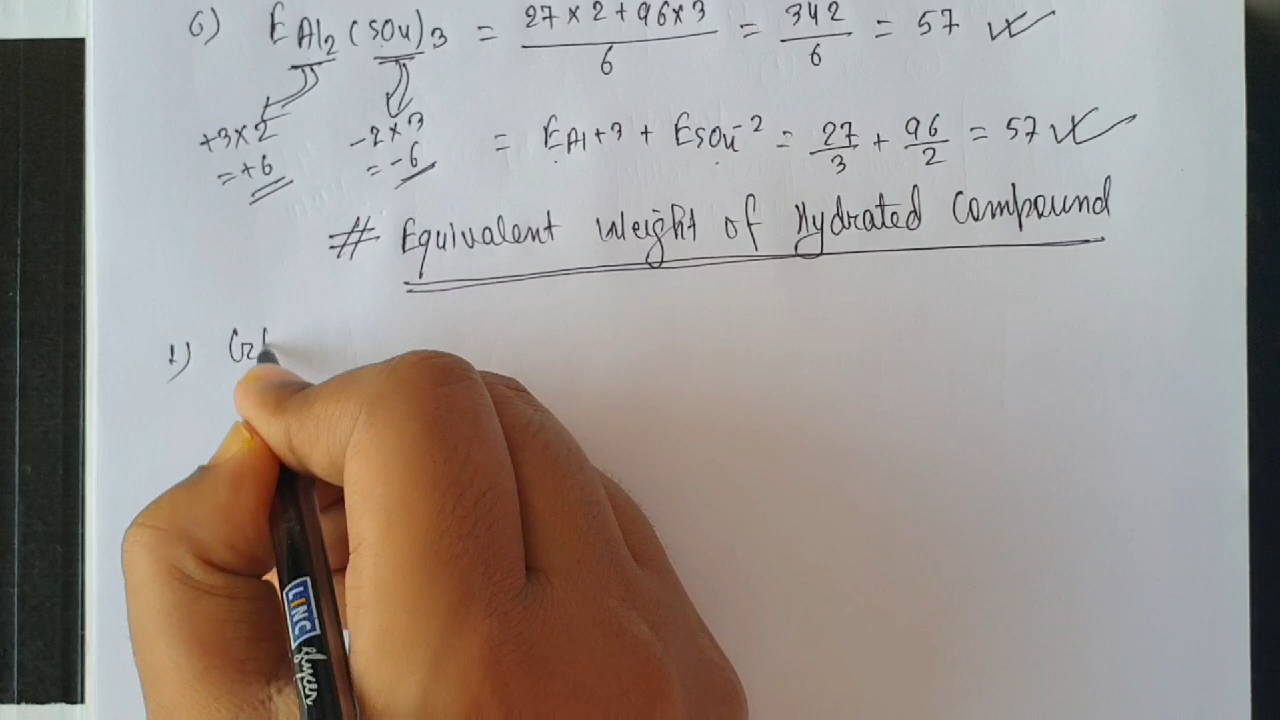 6) E Al2(SO4)3 = 27×2+96×3 / 6 = 342 / 6 = 57
+3×2 = +6
-2×3 = -6
= E Al+3 + E SO4-2 = 27/3 + 96/2 = 57
# Equivalent Weight of Hydrated Compound
1)
LINC